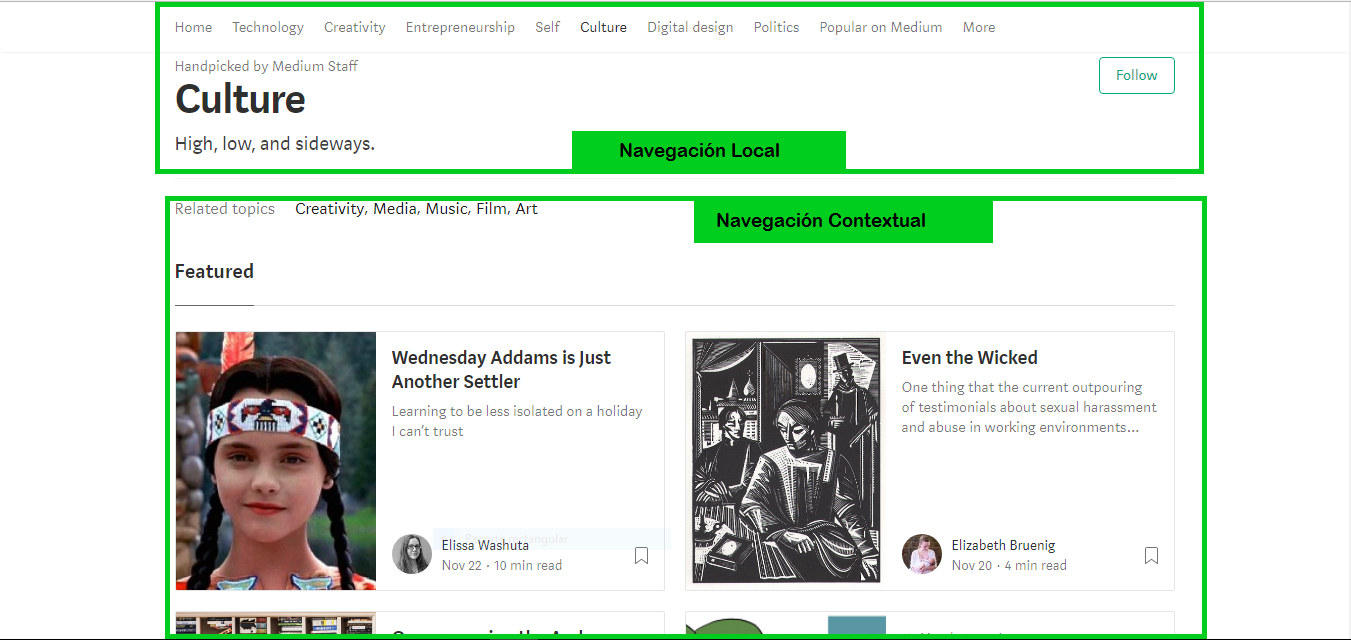 Home Technology Creativity Entrepreneurship Self Culture Digital design Politics Popular on Medium More
Handpicked by Medium Staff
Follow
Culture
High, low, and sideways.
Navegación Local
Related topics Creativity, Media, Music, Film, Art
Navegación Contextual
Featured
Wednesday Addams is Just
Another Settler
Learning to be less isolated on a holiday
I can't trust
Elissa Washuta
Nov 22 · 10 min read
Even the Wicked
One thing that the current outpouring
of testimonials about sexual harassment
and abuse in working environments...
Elizabeth Bruenig
Nov 20 · 4 min read